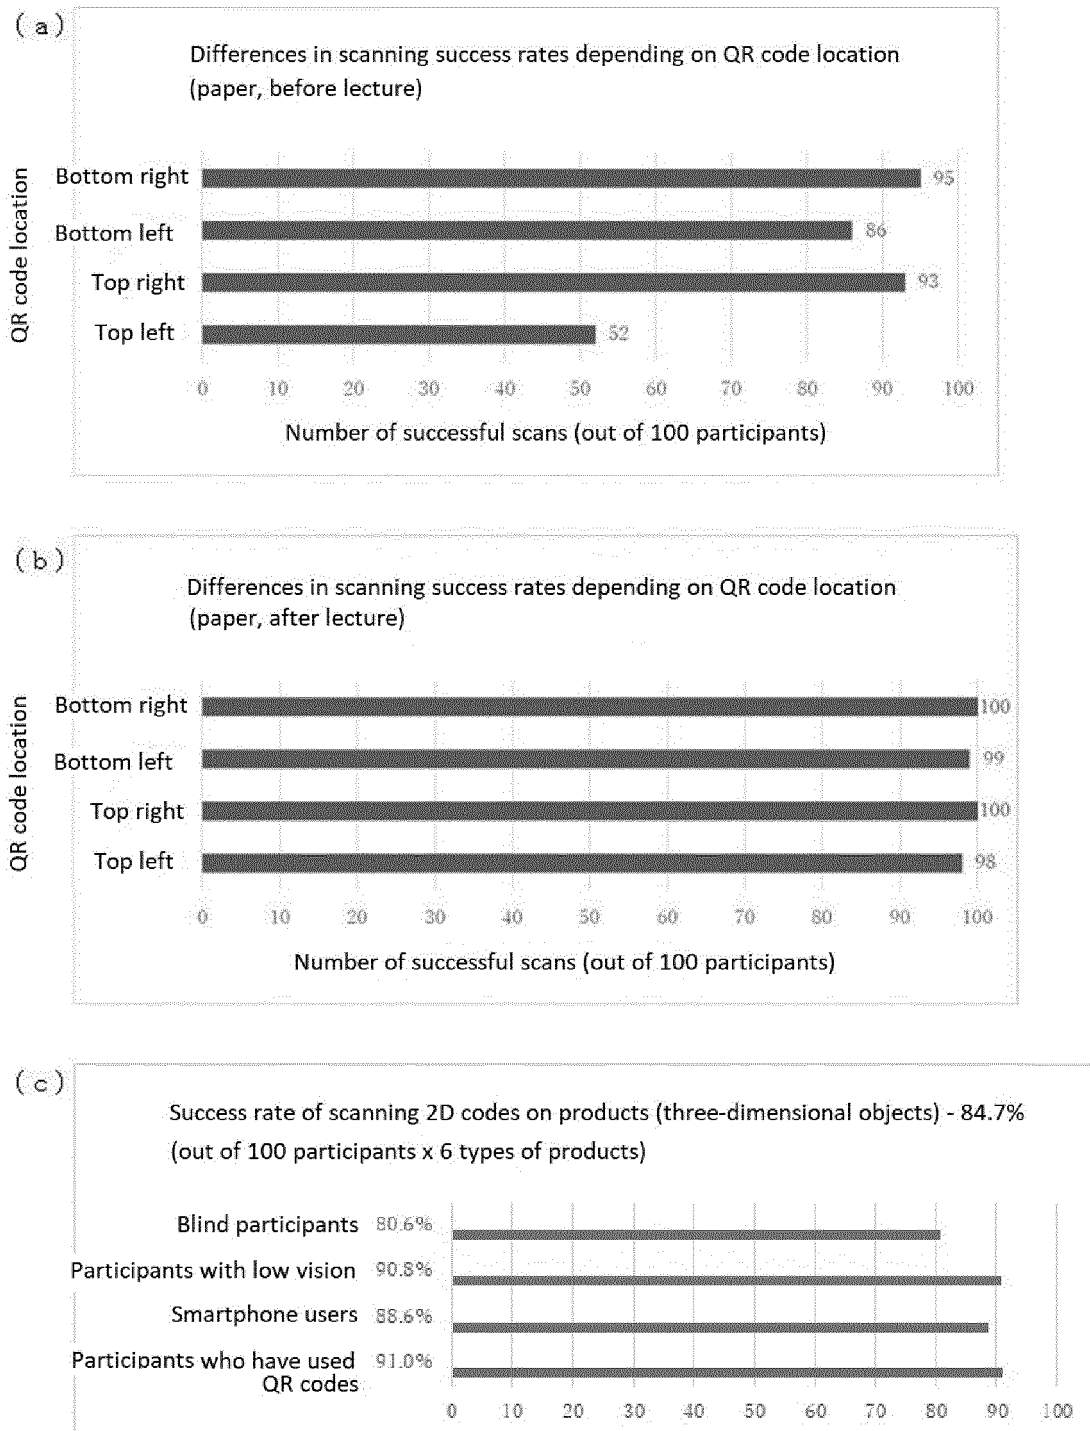 (a)
Differences in scanning success rates depending on QR code location
(paper, before lecture)
QR code location
Bottom right 95
Bottom left 86
Top right 93
Top left 52
0 10 20 30 40 50 60 70 80 90 100
Number of successful scans (out of 100 participants)
(b)
Differences in scanning success rates depending on QR code location
(paper, after lecture)
QR code location
Bottom right 100
Bottom left 99
Top right 100
Top left 98
0 10 20 30 40 50 60 70 80 90 100
Number of successful scans (out of 100 participants)
(c)
Success rate of scanning 2D codes on products (three-dimensional objects) - 84.7%
(out of 100 participants x 6 types of products)
Blind participants 80.6%
Participants with low vision 90.8%
Smartphone users 88.6%
Participants who have used 91.0%
QR codes
0 10 20 30 40 50 60 70 80 90 100